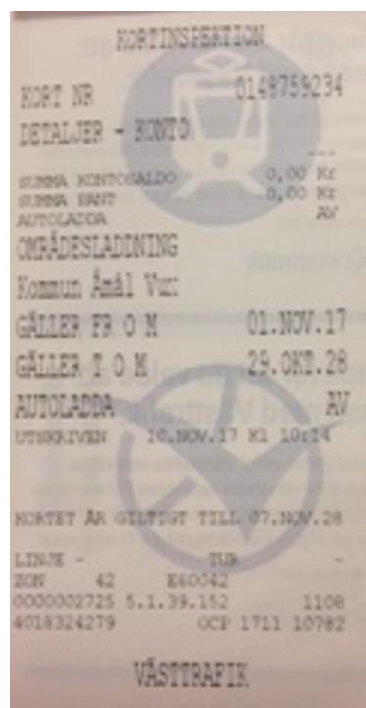 KORTINSPEKTION
KORT NR 0148759234
DETALJER - KONTO
---
SUMMA KONTOSALDO 0,00 Kr
SUMMA PANT 0,00 Kr
AUTOLADDA AV
OMRÅDESLADDNING
Kommun Åmål Vux
GÄLLER FR O M 01.NOV.17
GÄLLER T O M 29.OKT.28
AUTOLADDA AV
UTSKRIVEN 10.NOV.17 Kl 10:14
KORTET ÄR GILTIGT TILL 07.NOV.28
LINJE - TUR -
ZON 42 E60042
0000002725 5.1.39.152 1108
4018324279 OCP 1711 10782
VÄSTTRAFIK